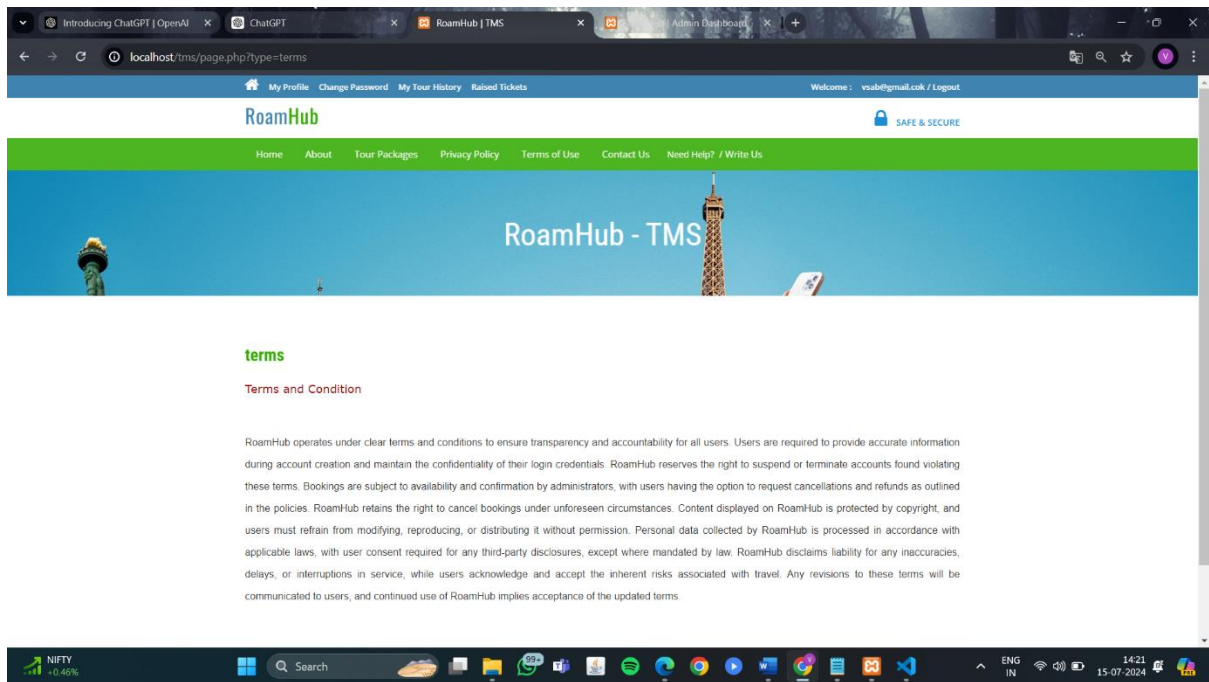 Introducing ChatGPT | OpenAI
ChatGPT
RoamHub | TMS
Admin Dashboard
localhost/tms/page.php?type=terms
V
My Profile Change Password My Tour History Raised Tickets Welcome : vsab@gmail.cok / Logout
RoamHub SAFE & SECURE
Home About Tour Packages Privacy Policy Terms of Use Contact Us Need Help? / Write Us
RoamHub - TMS
terms
Terms and Condition
RoamHub operates under clear terms and conditions to ensure transparency and accountability for all users. Users are required to provide accurate information
during account creation and maintain the confidentiality of their login credentials. RoamHub reserves the right to suspend or terminate accounts found violating
these terms. Bookings are subject to availability and confirmation by administrators, with users having the option to request cancellations and refunds as outlined
in the policies. RoamHub retains the right to cancel bookings under unforeseen circumstances. Content displayed on RoamHub is protected by copyright, and
users must refrain from modifying, reproducing, or distributing it without permission. Personal data collected by RoamHub is processed in accordance with
applicable laws, with user consent required for any third-party disclosures, except where mandated by law. RoamHub disclaims liability for any inaccuracies,
delays, or interruptions in service, while users acknowledge and accept the inherent risks associated with travel. Any revisions to these terms will be
communicated to users, and continued use of RoamHub implies acceptance of the updated terms.
NIFTY
+0.46%
Search
99+
ENG
IN
14:21
15-07-2024